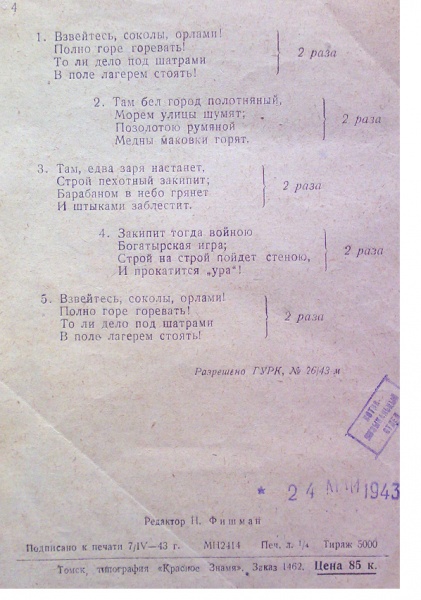 4
1. Взвейтесь, соколы, орлами!
Полно горе горевать!
То ли дело под шатрами
В поле лагерем стоять!
2 раза
2. Там бел город полотняный,
Морем улицы шумят;
Позолотою румяной
Медны маковки горят.
2 раза
3. Там, едва заря настанет,
Строй пехотный закипит;
Барабаном в небо грянет
И штыками заблестит.
2 раза
4. Закипит тогда войною
Богатырская игра;
Строй на строй пойдет стеною,
И прокатится „ура“!
2 раза
5. Взвейтесь, соколы, орлами!
Полно горе горевать!
То ли дело под шатрами
В поле лагерем стоять!
2 раза
Разрешено ГУРК, № 26/43-м
* 24 МАЙ 1943
Редактор Н. Фишман
Подписано к печати 7/IV—43 г. МН2414 Печ. л. ¼ Тираж 5000
Томск, типография «Красное Знамя». Заказ 1462. Цена 85 к.